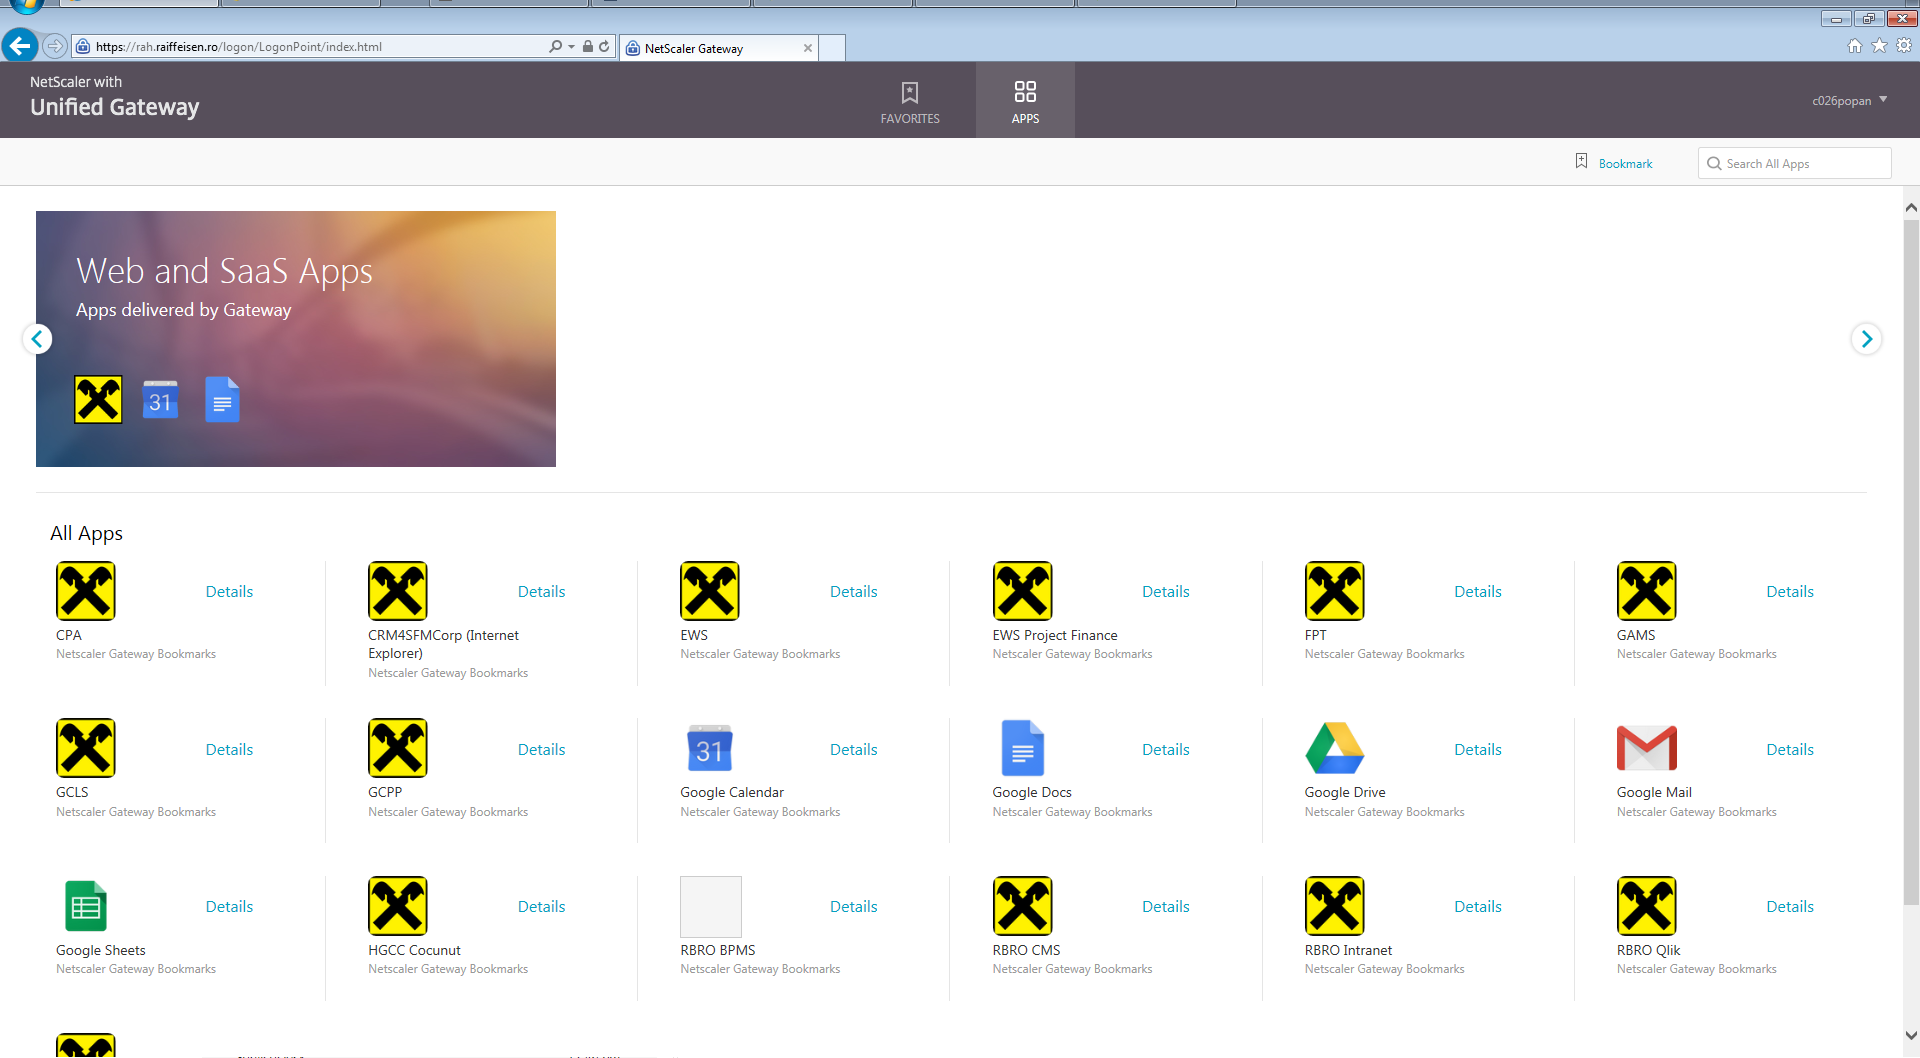 https://rah.raiffeisen.ro/logon/LogonPoint/index.html
NetScaler Gateway
NetScaler with
Unified Gateway
FAVORITES
APPS
c026popan
Bookmark
Search All Apps
Web and SaaS Apps
Apps delivered by Gateway
31
All Apps
Details Details Details Details Details Details
CPA
Netscaler Gateway Bookmarks
CRM4SFMCorp (Internet
Explorer)
Netscaler Gateway Bookmarks
EWS
Netscaler Gateway Bookmarks
EWS Project Finance
Netscaler Gateway Bookmarks
FPT
Netscaler Gateway Bookmarks
GAMS
Netscaler Gateway Bookmarks
31
Details Details Details Details Details Details
GCLS
Netscaler Gateway Bookmarks
GCPP
Netscaler Gateway Bookmarks
Google Calendar
Netscaler Gateway Bookmarks
Google Docs
Netscaler Gateway Bookmarks
Google Drive
Netscaler Gateway Bookmarks
Google Mail
Netscaler Gateway Bookmarks
Details Details Details Details Details Details
Google Sheets
Netscaler Gateway Bookmarks
HGCC Cocunut
Netscaler Gateway Bookmarks
RBRO BPMS
Netscaler Gateway Bookmarks
RBRO CMS
Netscaler Gateway Bookmarks
RBRO Intranet
Netscaler Gateway Bookmarks
RBRO Qlik
Netscaler Gateway Bookmarks